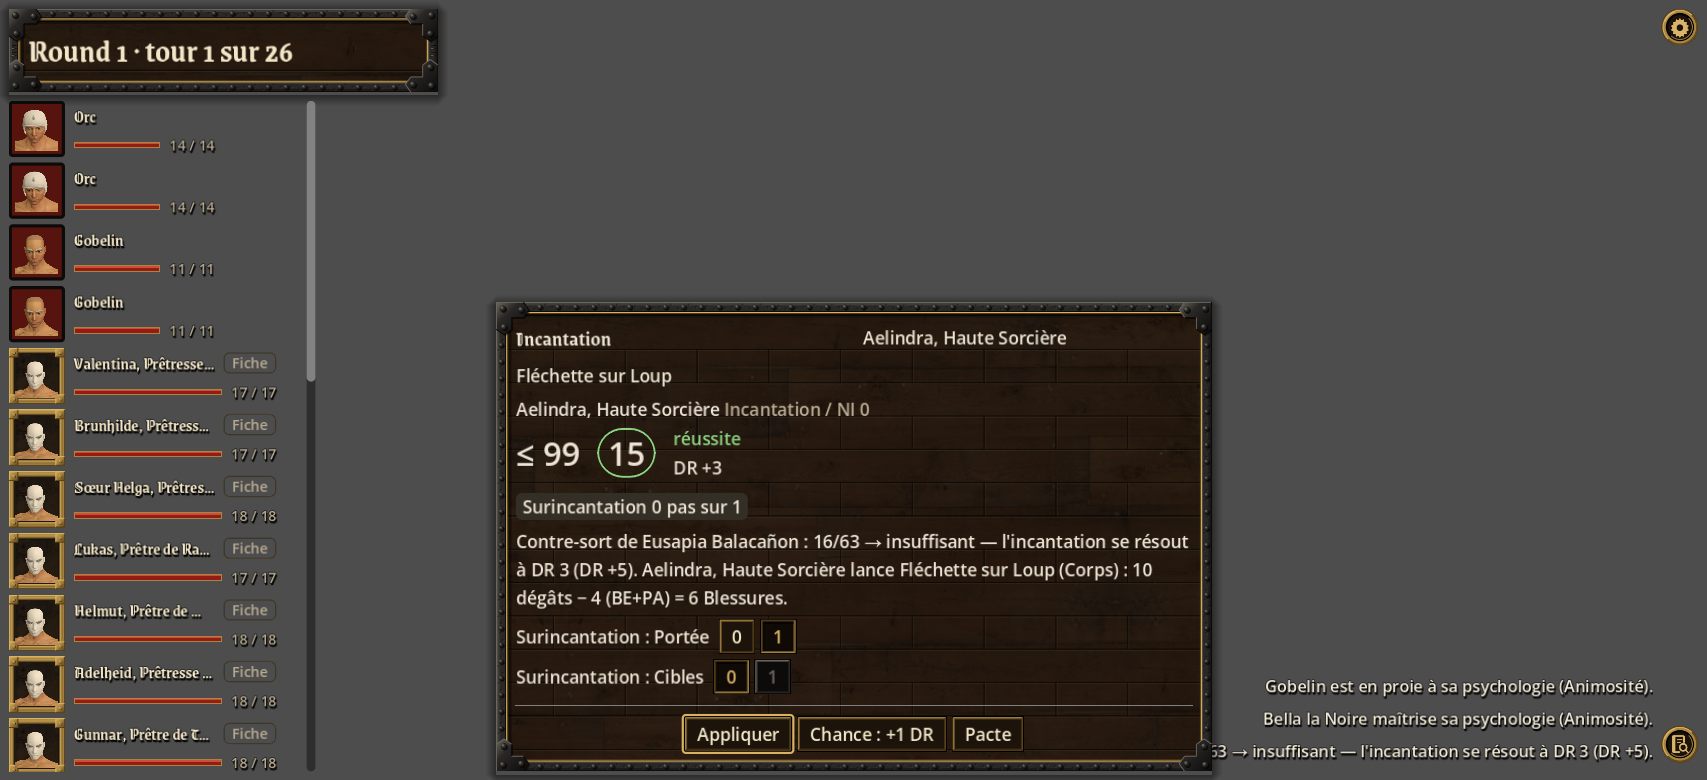 Round 1 · tour 1 sur 26
Orc
14 / 14
Orc
14 / 14
Gobelin
11 / 11
Gobelin
11 / 11
Valentina, Prêtresse... Fiche
17 / 17
Brunhilde, Prêtress... Fiche
17 / 17
Sœur Helga, Prêtres... Fiche
18 / 18
Lukas, Prêtre de Ra... Fiche
17 / 17
Helmut, Prêtre de ... Fiche
18 / 18
Adelheid, Prêtresse ... Fiche
18 / 18
Gunnar, Prêtre de T... Fiche
18 / 18
Incantation Aelindra, Haute Sorcière
Fléchette sur Loup
Aelindra, Haute Sorcière Incantation / NI 0
≤ 99 15 réussite
DR +3
Surincantation 0 pas sur 1
Contre-sort de Eusapia Balacañon : 16/63 → insuffisant — l'incantation se résout
à DR 3 (DR +5). Aelindra, Haute Sorcière lance Fléchette sur Loup (Corps) : 10
dégâts − 4 (BE+PA) = 6 Blessures.
Surincantation : Portée 0 1
Surincantation : Cibles 0 1
Appliquer Chance : +1 DR Pacte
Gobelin est en proie à sa psychologie (Animosité).
Bella la Noire maîtrise sa psychologie (Animosité).
63 → insuffisant — l'incantation se résout à DR 3 (DR +5).